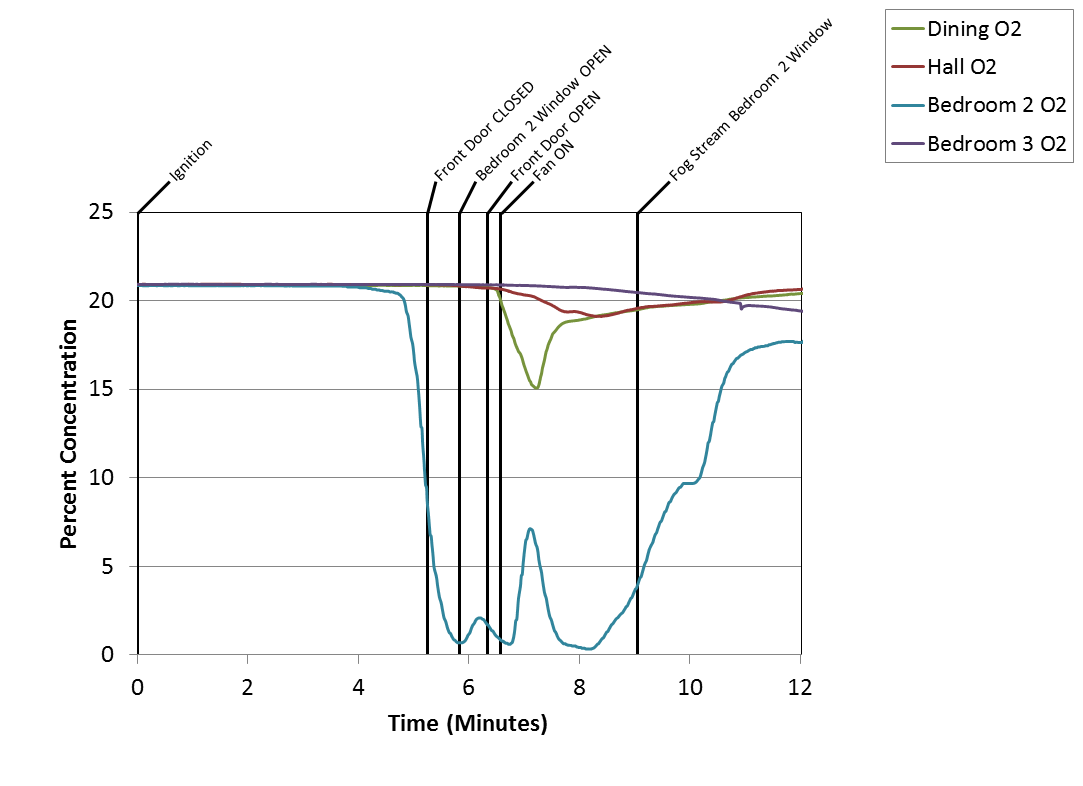 Dining O2
Hall O2
Bedroom 2 O2
Bedroom 3 O2
Ignition
Front Door CLOSED
Bedroom 2 Window OPEN
Front Door OPEN
Fan ON
Fog Stream Bedroom 2 Window
25
20
15
10
5
0
Percent Concentration
0 2 4 6 8 10 12
Time (Minutes)